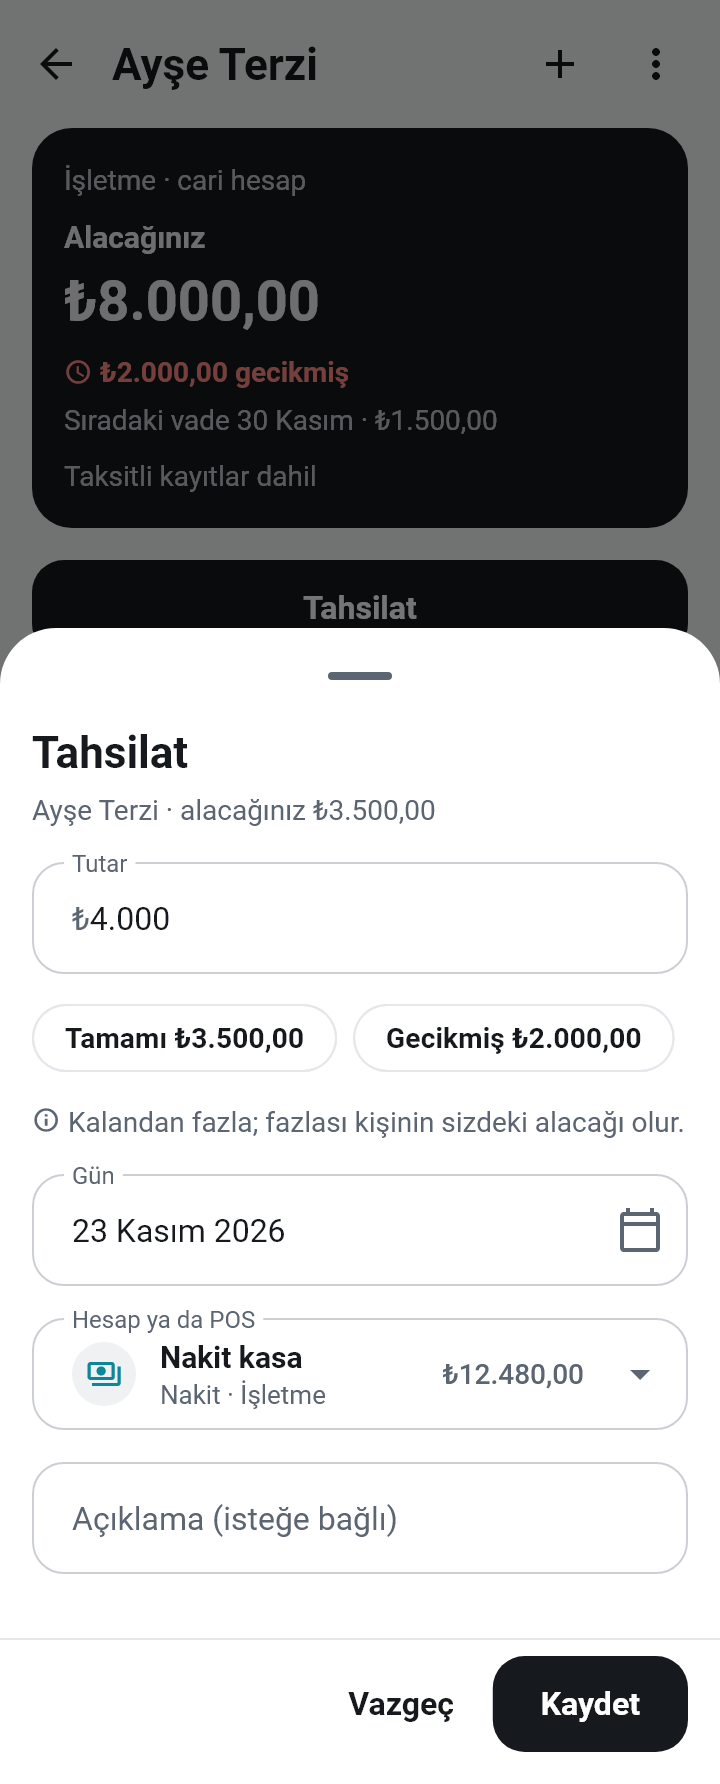 Ayşe Terzi
İşletme · cari hesap
Alacağınız
₺8.000,00
₺2.000,00 gecikmiş
Sıradaki vade 30 Kasım · ₺1.500,00
Taksitli kayıtlar dahil
Tahsilat
Tahsilat
Ayşe Terzi · alacağınız ₺3.500,00
Tutar
₺4.000
Tamamı ₺3.500,00 Gecikmiş ₺2.000,00
Kalandan fazla; fazlası kişinin sizdeki alacağı olur.
Gün
23 Kasım 2026
Hesap ya da POS
Nakit kasa
Nakit · İşletme
₺12.480,00
Açıklama (isteğe bağlı)
Vazgeç Kaydet